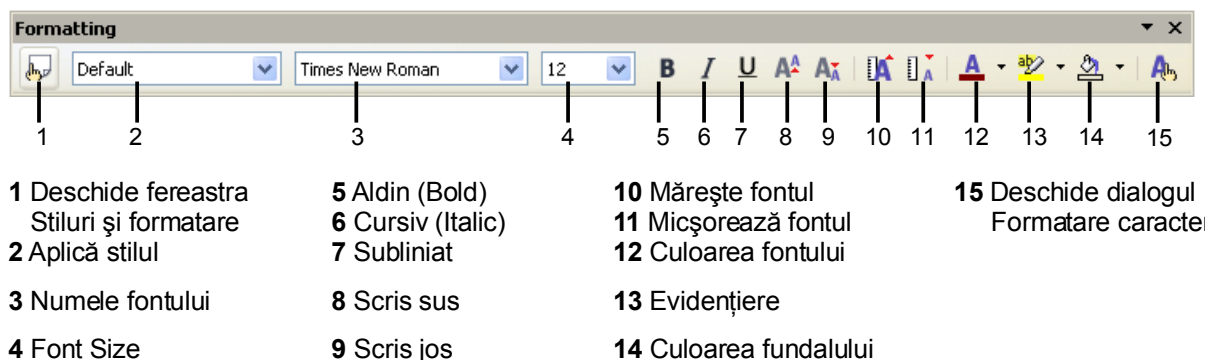 Formatting
Default Times New Roman 12 B I U A A A A A ab A
1 2 3 4 5 6 7 8 9 10 11 12 13 14 15
1 Deschide fereastra
Stiluri şi formatare
2 Aplică stilul
3 Numele fontului
4 Font Size
5 Aldin (Bold)
6 Cursiv (Italic)
7 Subliniat
8 Scris sus
9 Scris jos
10 Măreşte fontul
11 Micşorează fontul
12 Culoarea fontului
13 Evidențiere
14 Culoarea fundalului
15 Deschide dialogul
Formatare caracter